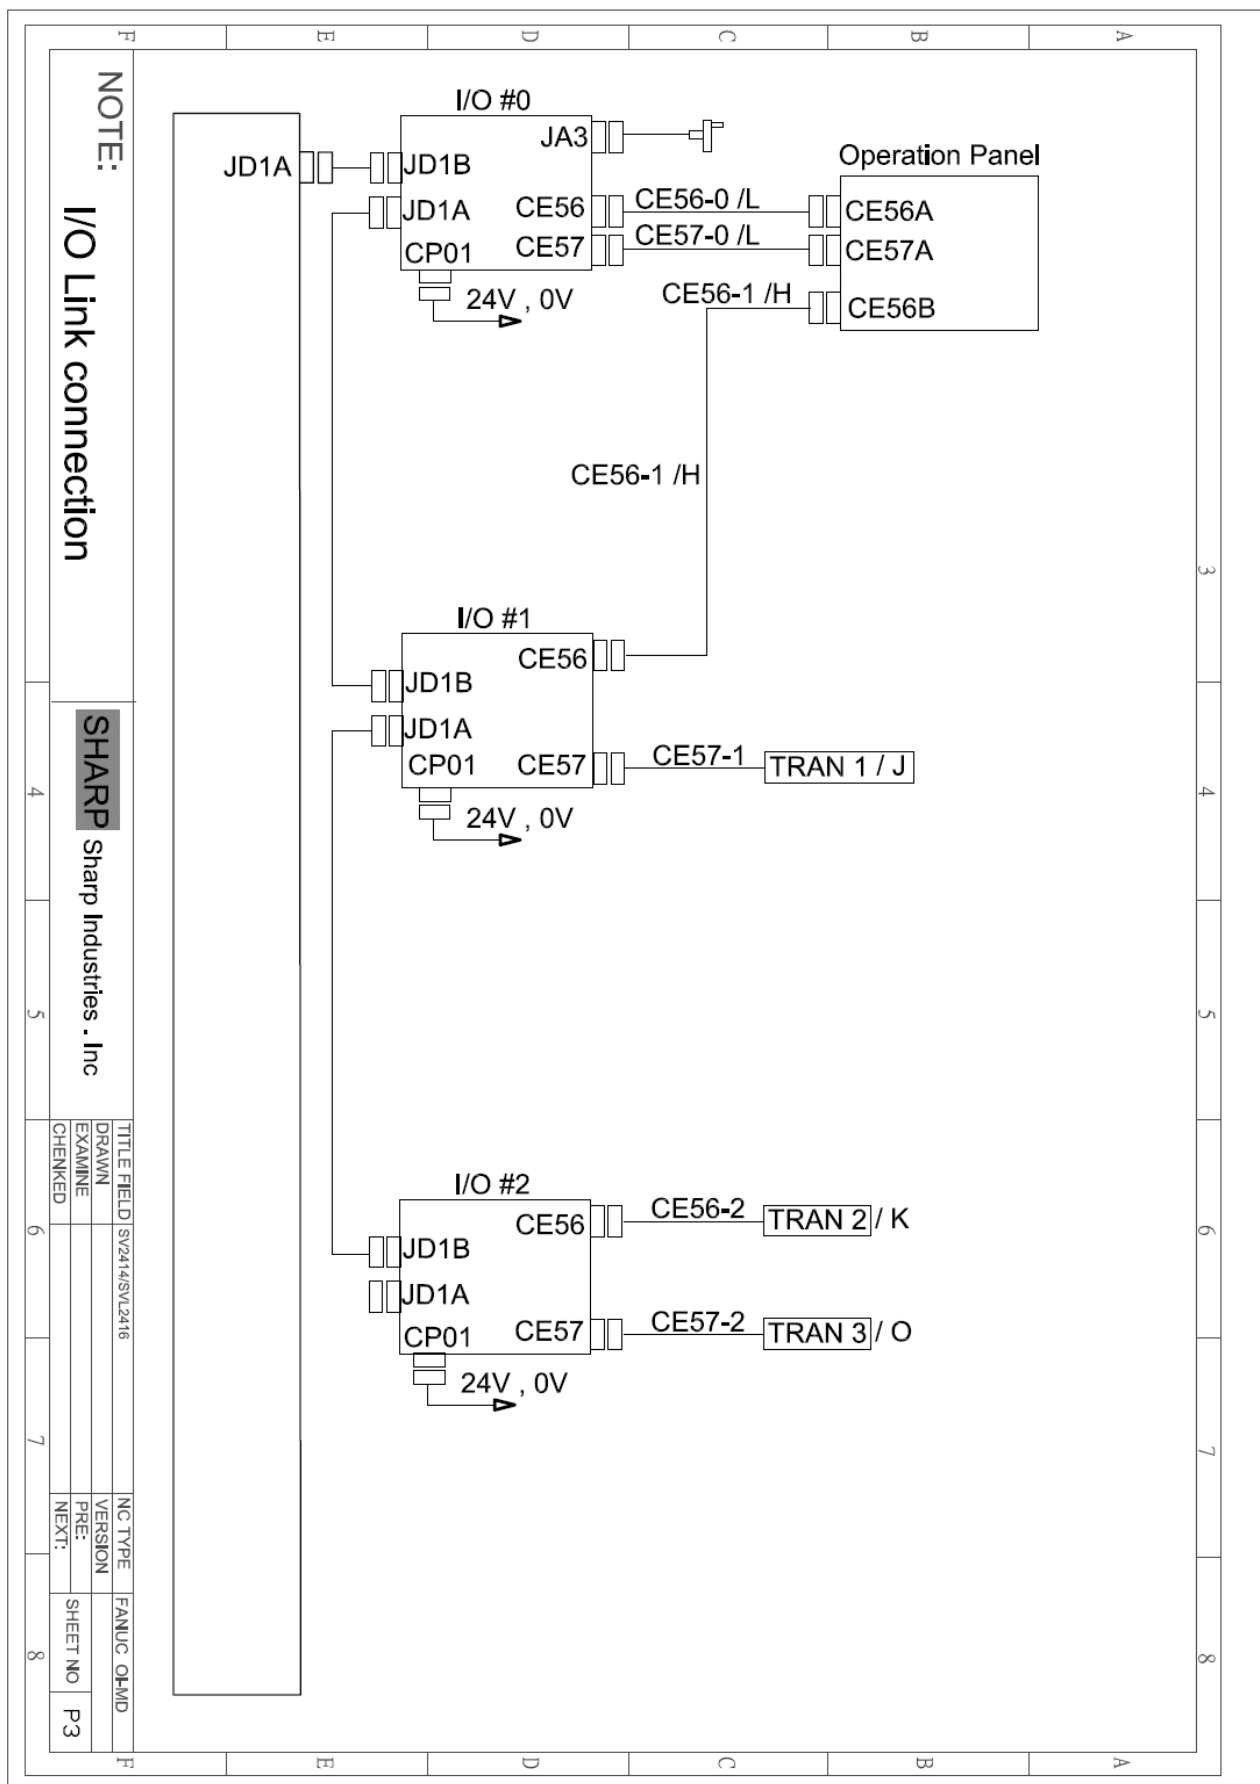 F E D C B A
I/O #0
JA3
JD1A
JD1B
JD1A
CE56
CE57
CP01
24V , 0V
CE56-0 /L
CE57-0 /L
CE56-1 /H
Operation Panel
CE56A
CE57A
CE56B
CE56-1 /H
I/O #1
CE56
JD1B
JD1A
CP01
CE57
24V , 0V
CE57-1
TRAN 1 / J
I/O #2
CE56
JD1B
JD1A
CP01
CE57
24V , 0V
CE56-2
TRAN 2 / K
CE57-2
TRAN 3 / O
3
4
5
6
7
8
4
5
6
7
8
F E D C B A
NOTE:
I/O Link connection
SHARP Sharp Industries . Inc
TITLE FIELD SV2414/SVL2416
DRAWN
EXAMINE
CHENKED
NC TYPE FANUC OI-MD
VERSION
PRE:
NEXT:
SHEET NO P3